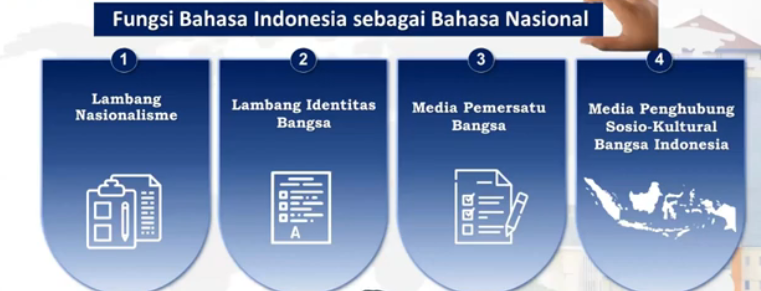 Fungsi Bahasa Indonesia sebagai Bahasa Nasional
1
Lambang
Nasionalisme
2
Lambang Identitas
Bangsa
A
3
Media Pemersatu
Bangsa
4
Media Penghubung
Sosio-Kultural
Bangsa Indonesia